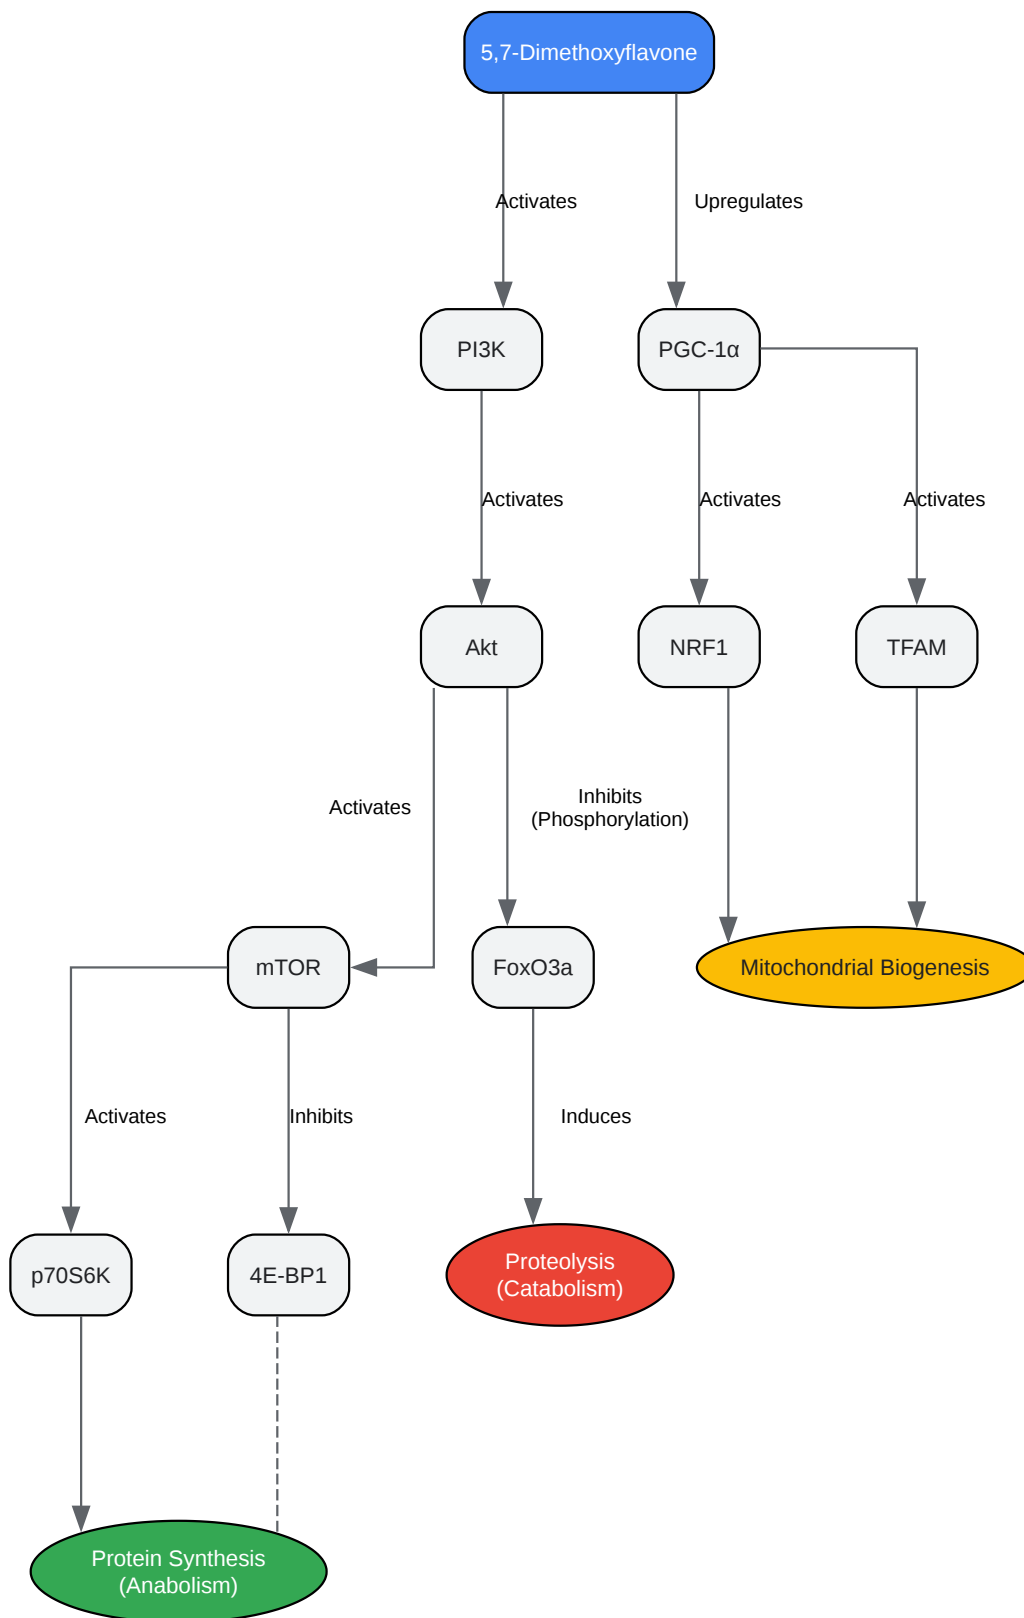 5,7-Dimethoxyflavone
Activates
Upregulates
PI3K
PGC-1α
Activates
Activates
Activates
Akt
NRF1
TFAM
Activates
Inhibits
(Phosphorylation)
mTOR
FoxO3a
Mitochondrial Biogenesis
Activates
Inhibits
Induces
p70S6K
4E-BP1
Proteolysis
(Catabolism)
Protein Synthesis
(Anabolism)